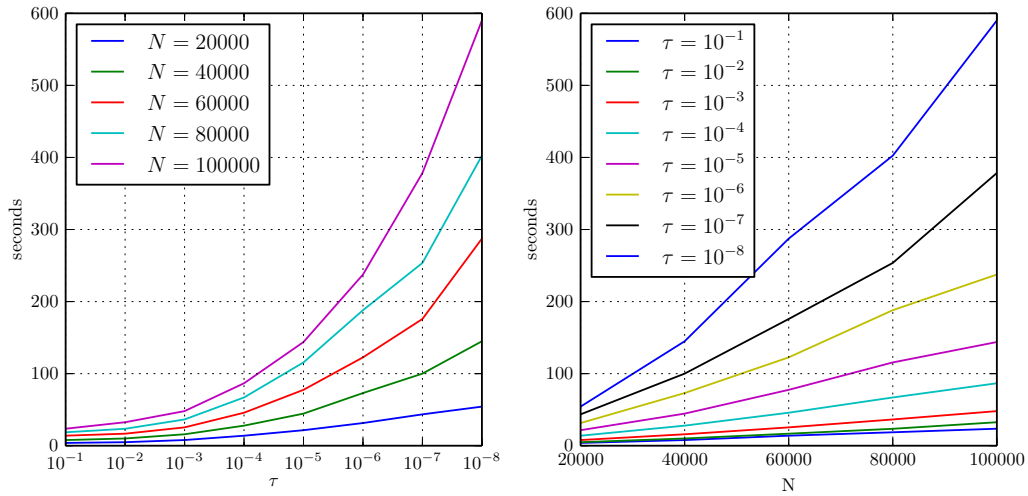 600
500
400
300
200
100
0
seconds
10⁻¹ 10⁻² 10⁻³ 10⁻⁴ 10⁻⁵ 10⁻⁶ 10⁻⁷ 10⁻⁸
τ
N = 20000
N = 40000
N = 60000
N = 80000
N = 100000
600
500
400
300
200
100
0
seconds
20000 40000 60000 80000 100000
N
τ = 10⁻¹
τ = 10⁻²
τ = 10⁻³
τ = 10⁻⁴
τ = 10⁻⁵
τ = 10⁻⁶
τ = 10⁻⁷
τ = 10⁻⁸